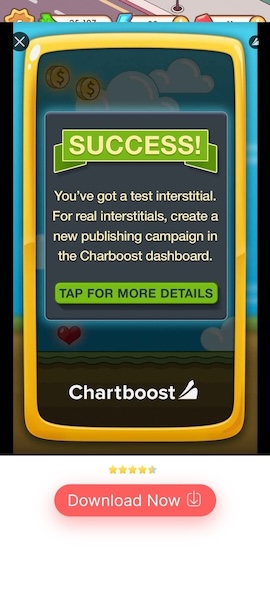 SUCCESS!
You've got a test interstitial.
For real interstitials, create a
new publishing campaign in
the Charboost dashboard.
TAP FOR MORE DETAILS
Chartboost
Download Now